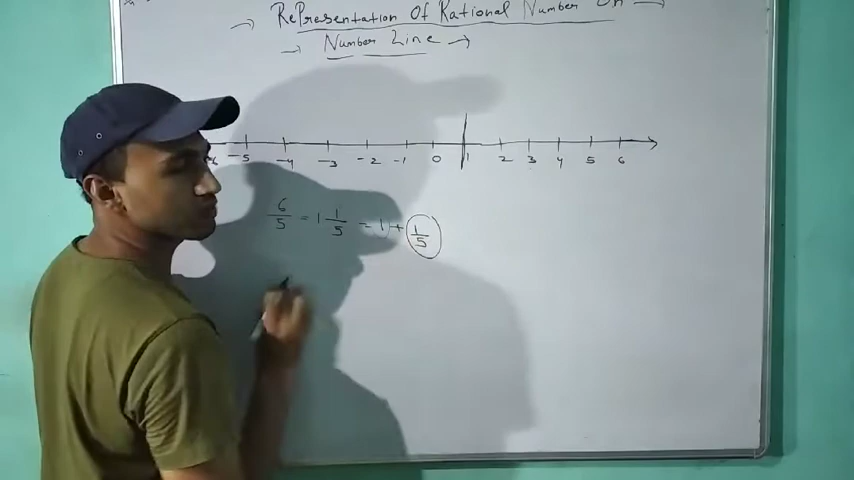 → RePresentation Of Rational Number On →
→ Number Line →
-6 -5 -4 -3 -2 -1 0 1 2 3 4 5 6
6/5 = 1 1/5 = 1 + 1/5